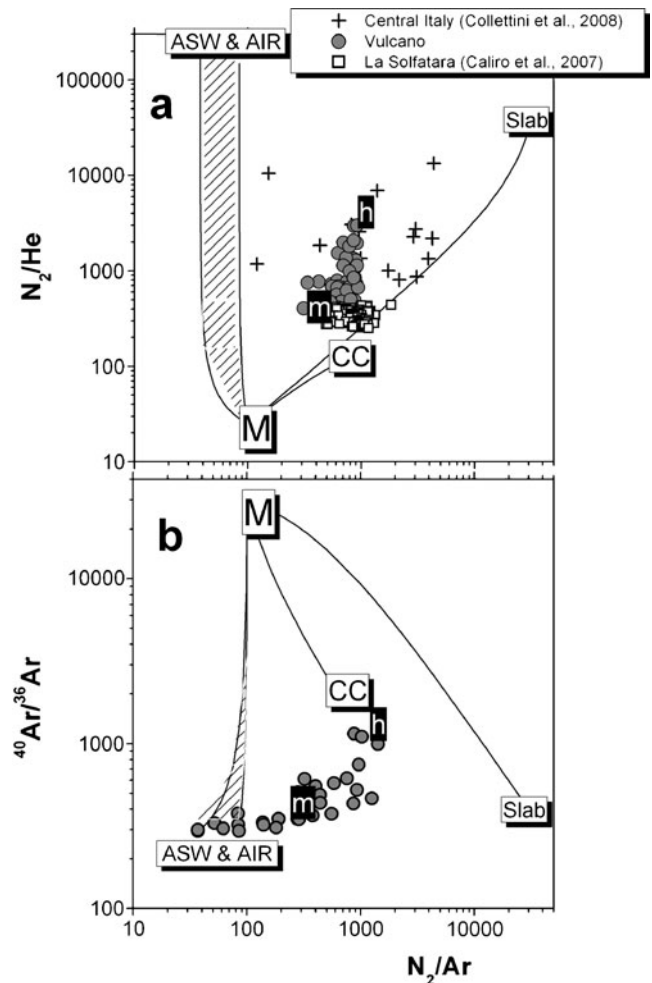 Central Italy (Collettini et al., 2008)
Vulcano
La Solfatara (Caliro et al., 2007)
ASW & AIR
100000
a
Slab
10000
h
N₂/He
1000
m
CC
100
M
10
M
b
10000
CC
h
⁴⁰Ar/³⁶Ar
1000
m
Slab
ASW & AIR
100
10
100
1000
10000
N₂/Ar